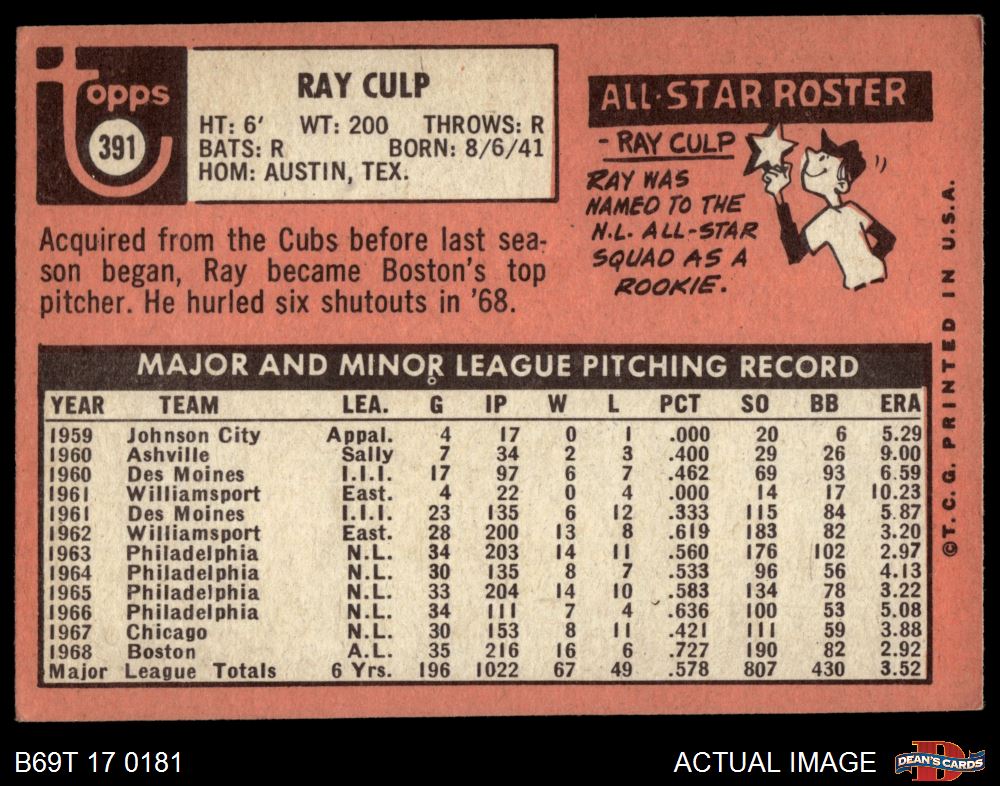 Topps
391
RAY CULP
HT: 6' WT: 200 THROWS: R
BATS: R BORN: 8/6/41
HOM: AUSTIN, TEX.
Acquired from the Cubs before last sea-
son began, Ray became Boston's top
pitcher. He hurled six shutouts in '68.
ALL-STAR ROSTER
- RAY CULP
RAY WAS
NAMED TO THE
N.L. ALL-STAR
SQUAD AS A
ROOKIE.
©T. C. G. PRINTED IN U.S.A.
MAJOR AND MINOR LEAGUE PITCHING RECORD
YEAR TEAM LEA. G IP W L PCT SO BB ERA
1959 Johnson City Appal. 4 17 0 1 .000 20 6 5.29
1960 Ashville Sally 7 34 2 3 .400 29 26 9.00
1960 Des Moines I.I.I. 17 97 6 7 .462 69 93 6.59
1961 Williamsport East. 4 22 0 4 .000 14 17 10.23
1961 Des Moines I.I.I. 23 135 6 12 .333 115 84 5.87
1962 Williamsport East. 28 200 13 8 .619 183 82 3.20
1963 Philadelphia N.L. 34 203 14 11 .560 176 102 2.97
1964 Philadelphia N.L. 30 135 8 7 .533 96 56 4.13
1965 Philadelphia N.L. 33 204 14 10 .583 134 78 3.22
1966 Philadelphia N.L. 34 111 7 4 .636 100 53 5.08
1967 Chicago N.L. 30 153 8 11 .421 111 59 3.88
1968 Boston A.L. 35 216 16 6 .727 190 82 2.92
Major League Totals 6 Yrs. 196 1022 67 49 .578 807 430 3.52
B69T 17 0181
ACTUAL IMAGE
DEAN'S CARDS